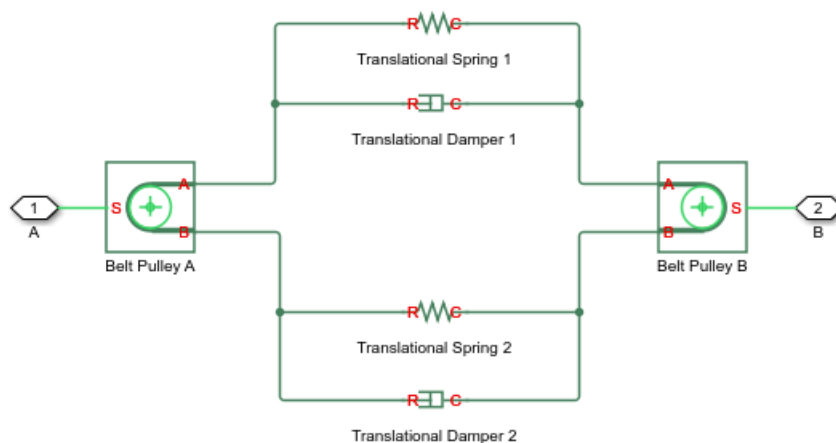 R C
Translational Spring 1
R C
Translational Damper 1
1 S A A S 2
A B B B
Belt Pulley A Belt Pulley B
R C
Translational Spring 2
R C
Translational Damper 2